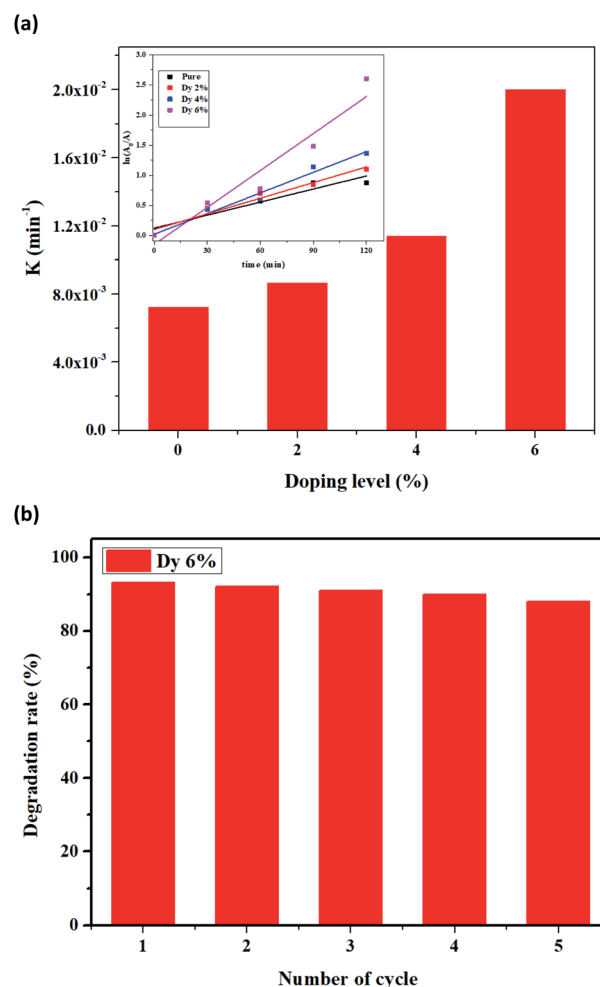 (a)
K (min⁻¹)
2.0x10⁻²
1.6x10⁻²
1.2x10⁻²
8.0x10⁻³
4.0x10⁻³
0.0
ln(A₀/A)
3.0
2.5
2.0
1.5
1.0
0.5
0.0
Pure
Dy 2%
Dy 4%
Dy 6%
0 30 60 90 120
time (min)
0 2 4 6
Doping level (%)
(b)
Degradation rate (%)
100
80
60
40
20
0
Dy 6%
1 2 3 4 5
Number of cycle